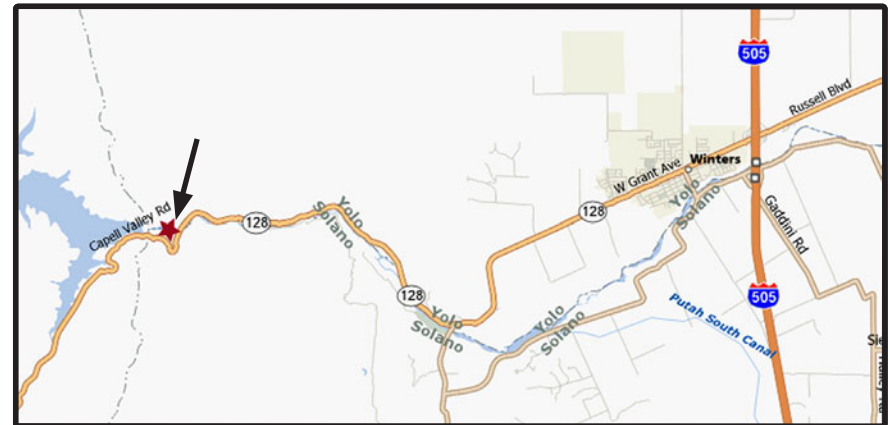 505
Russell Blvd
Winters
W Grant Ave
Yolo
Solano
Capell Valley Rd
128
Yolo
Solano
128
Gaddini Rd
128
Yolo
Solano
Yolo
Solano
505
Putah South Canal